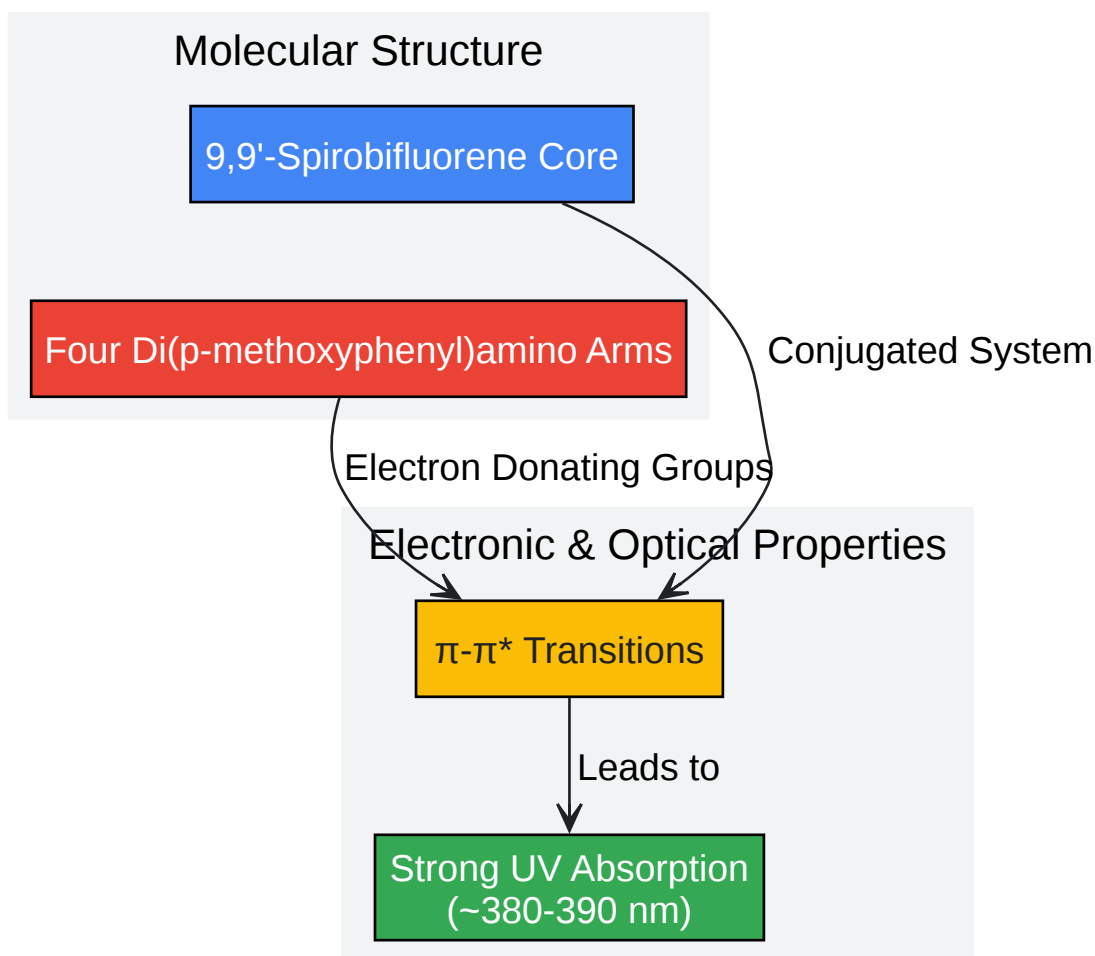 Molecular Structure
9,9'-Spirobifluorene Core
Four Di(p-methoxyphenyl)amino Arms
Conjugated System
Electron Donating Groups
Electronic & Optical Properties
π-π* Transitions
Leads to
Strong UV Absorption
(~380-390 nm)